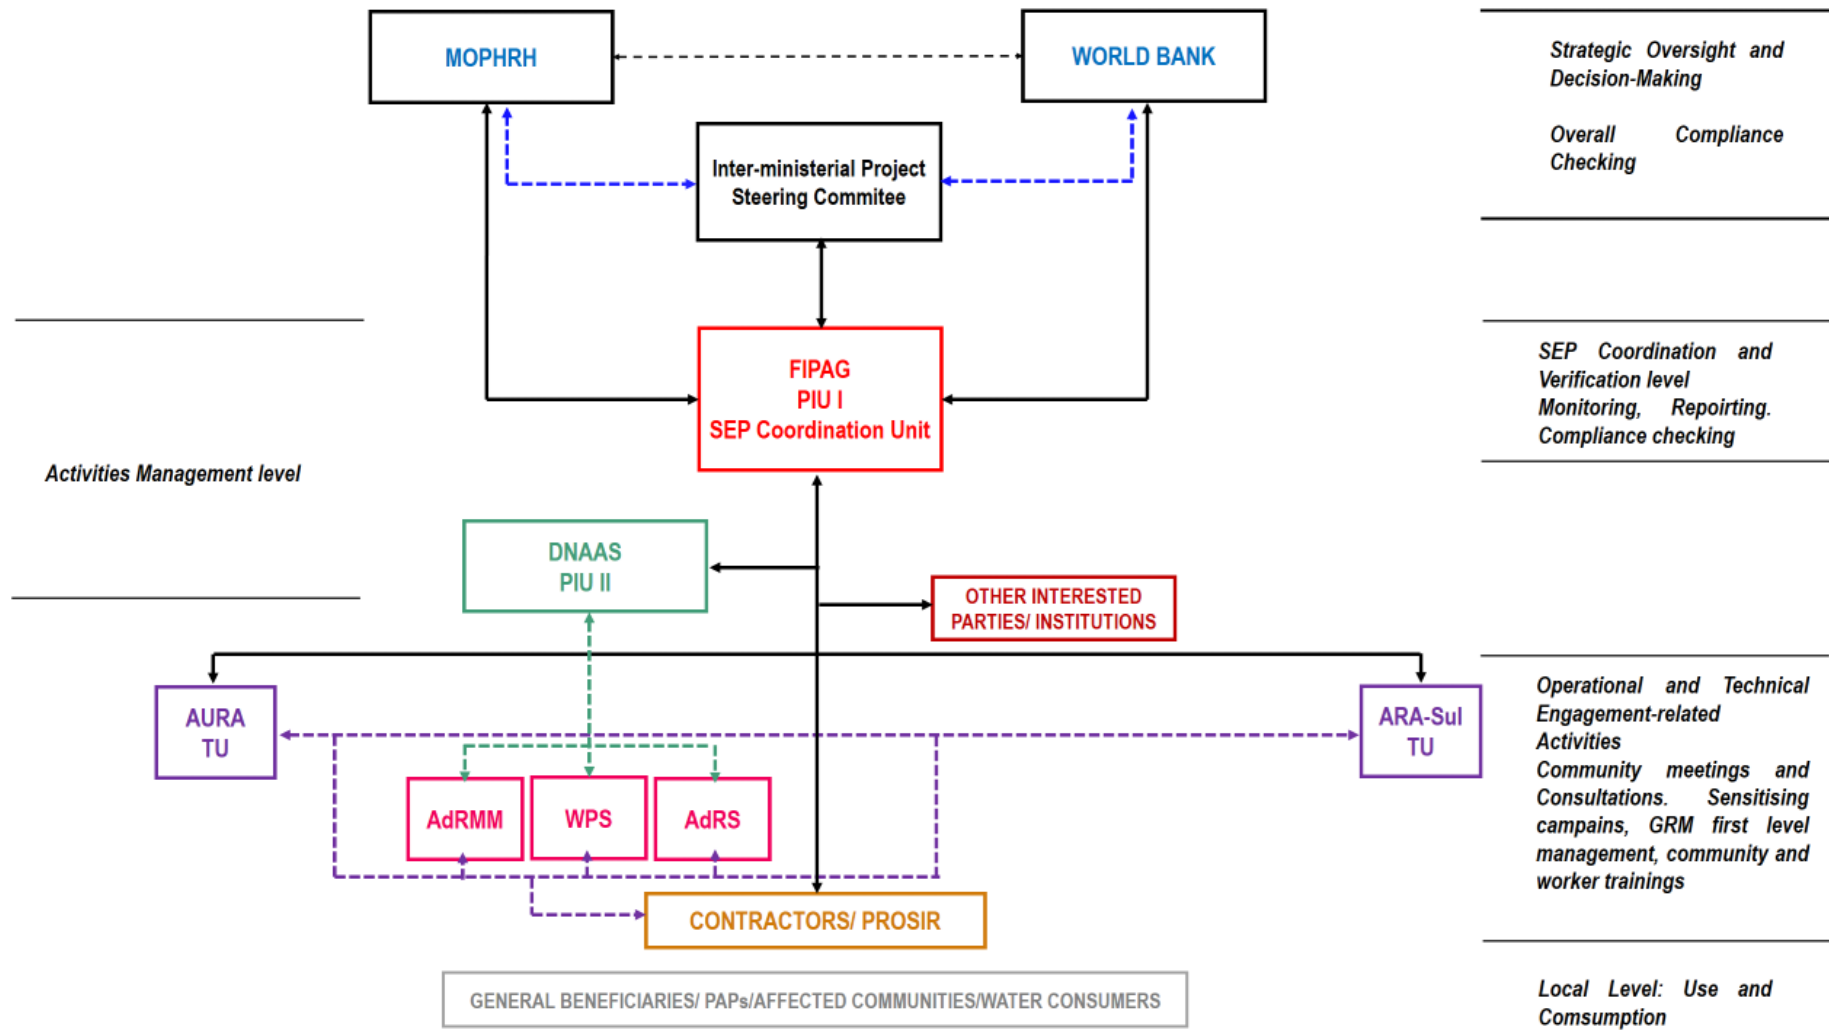 MOPHRH
WORLD BANK
Strategic Oversight and
Decision-Making
Overall Compliance
Checking
Inter-ministerial Project
Steering Commitee
FIPAG
PIU I
SEP Coordination Unit
SEP Coordination and
Verification level
Monitoring, Repoirting.
Compliance checking
Activities Management level
DNAAS
PIU II
OTHER INTERESTED
PARTIES/ INSTITUTIONS
AURA
TU
ARA-Sul
TU
Operational and Technical
Engagement-related
Activities
Community meetings and
Consultations. Sensitising
campains, GRM first level
management, community and
worker trainings
AdRMM
WPS
AdRS
CONTRACTORS/ PROSIR
GENERAL BENEFICIARIES/ PAPs/AFFECTED COMMUNITIES/WATER CONSUMERS
Local Level: Use and
Comsumption